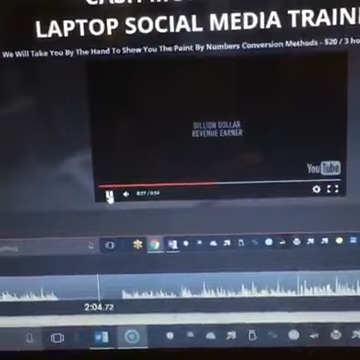 LAPTOP SOCIAL MEDIA TRAIN
We Will Take You By The Hand To Show You The Paint By Numbers Conversion Methods - $20 / 3 ho
BILLION DOLLAR
REVENUE EARNER
YouTube
2:04.72